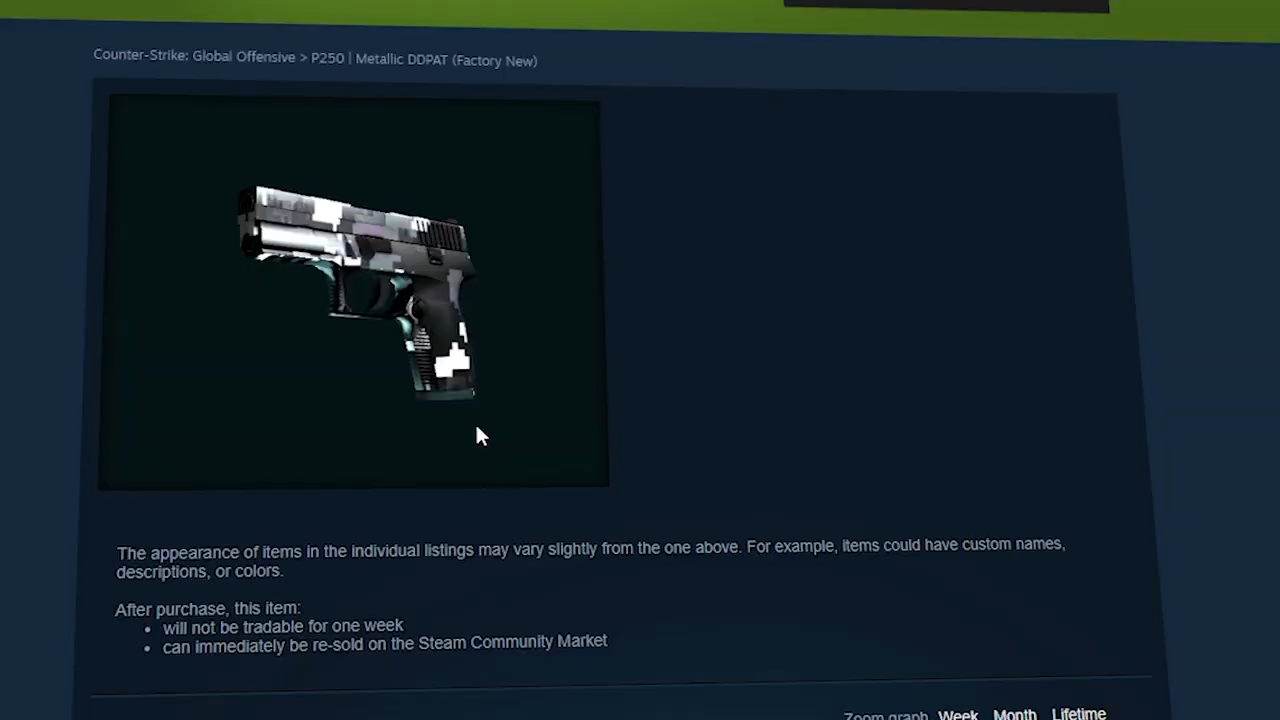 Counter-Strike: Global Offensive > P250 | Metallic DDPAT (Factory New)
The appearance of items in the individual listings may vary slightly from the one above. For example, items could have custom names,
descriptions, or colors.
After purchase, this item:
• will not be tradable for one week
• can immediately be re-sold on the Steam Community Market
Zoom graph Week Month Lifetime